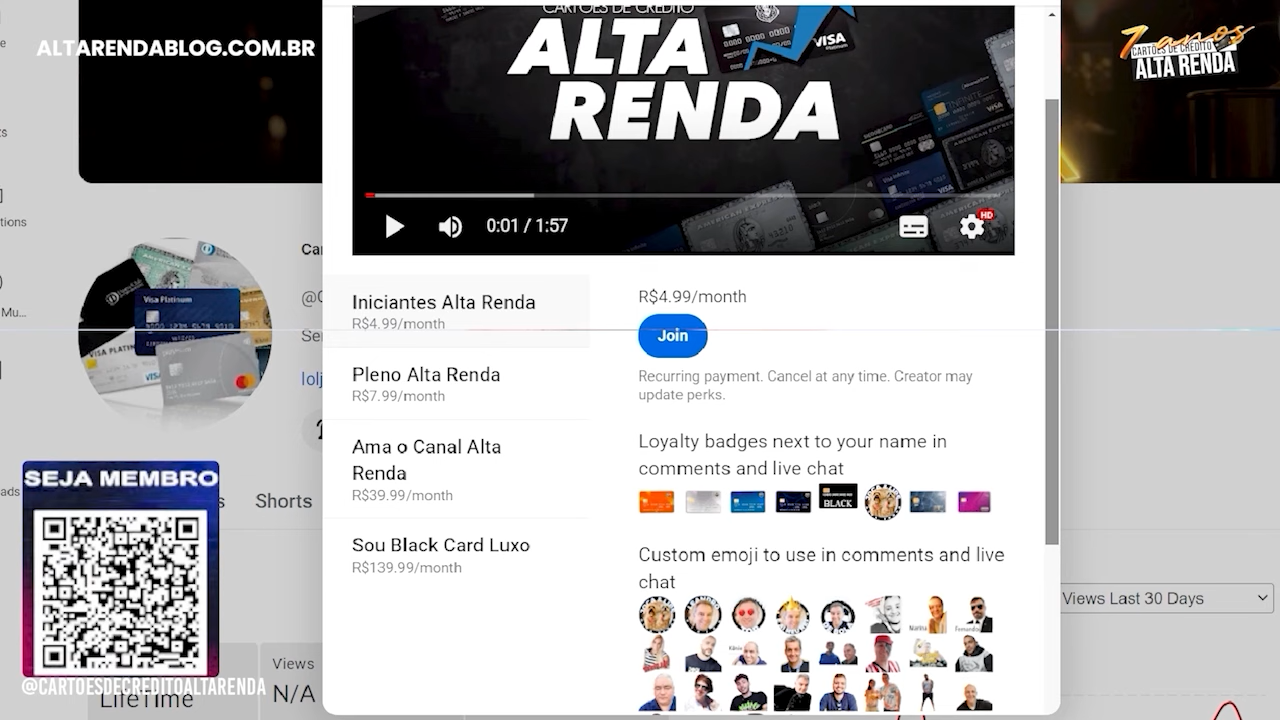 ALTARENDABLOG.COM.BR
CARTÕES DE CRÉDITO
ALTA
RENDA
VISA
Platinum
7 anos
CARTÕES DE CRÉDITO
ALTA RENDA
0:01 / 1:57
HD
Visa Platinum
Iniciantes Alta Renda
R$4.99/month
Pleno Alta Renda
R$7.99/month
Ama o Canal Alta
Renda
R$39.99/month
Sou Black Card Luxo
R$139.99/month
R$4.99/month
Join
Recurring payment. Cancel at any time. Creator may
update perks.
Loyalty badges next to your name in
comments and live chat
BLACK
Custom emoji to use in comments and live
chat
SEJA MEMBRO
@CARTOESDECREDITOALTARENDA
LifeTime
Shorts
Views
N/A
Views Last 30 Days